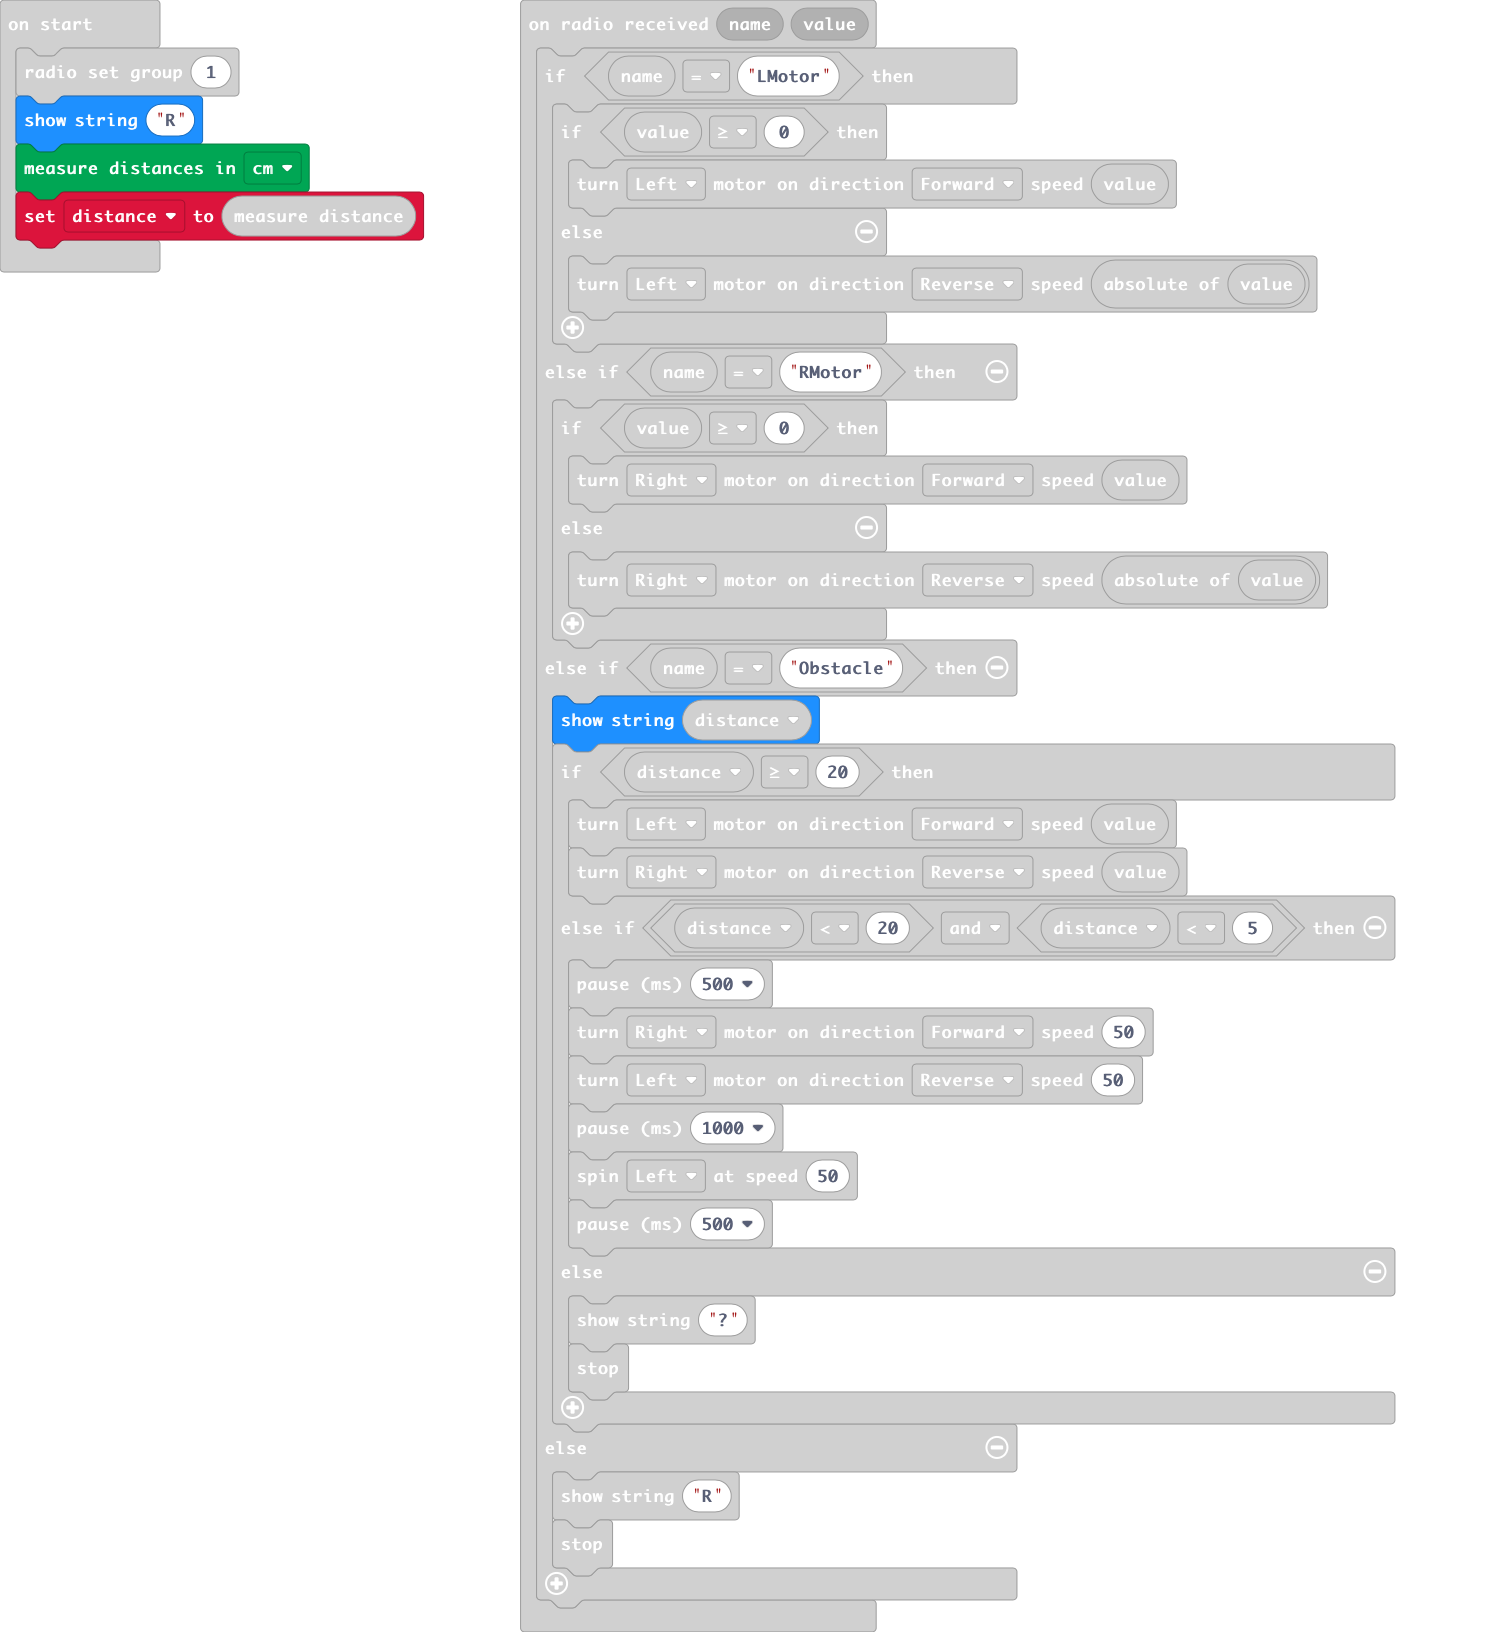 on start
radio set group 1
show string "R"
measure distances in cm
set distance to measure distance
on radio received name value
if name = "LMotor" then
if value ≥ 0 then
turn Left motor on direction Forward speed value
else
turn Left motor on direction Reverse speed absolute of value
else if name = "RMotor" then
if value ≥ 0 then
turn Right motor on direction Forward speed value
else
turn Right motor on direction Reverse speed absolute of value
else if name = "Obstacle" then
show string distance
if distance ≥ 20 then
turn Left motor on direction Forward speed value
turn Right motor on direction Reverse speed value
else if distance < 20 and distance < 5 then
pause (ms) 500
turn Right motor on direction Forward speed 50
turn Left motor on direction Reverse speed 50
pause (ms) 1000
spin Left at speed 50
pause (ms) 500
else
show string "?"
stop
else
show string "R"
stop